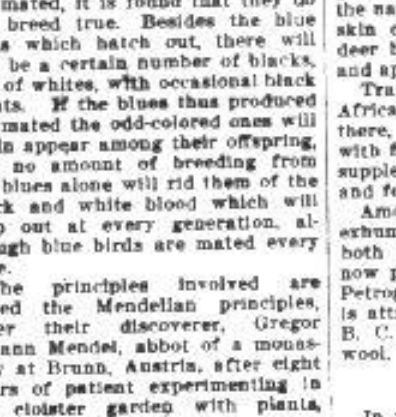 mated, it is found that they do
breed true. Besides the blue
s which hatch out, there will
be a certain number of blacks,
of whites, with occasional black
ts. If the blues thus produced
mated the odd-colored ones will
in appear among their offspring,
no amount of breeding from
blues alone will rid them of the
ck and white blood which will
p out at every generation, al-
ugh blue birds are mated every
e.
he principles involved are
ed the Mendelian principles,
er their discoverer, Gregor
ann Mendel, abbot of a monas-
y at Brunn, Austria, after eight
rs of patient experimenting in
cloister garden with plants,
the na
skin o
deer b
and ap
Tra
Africa
there,
with f
supple
and fe
Amo
exhum
both
now p
Petrog
is atti
B. C.
wool.
In